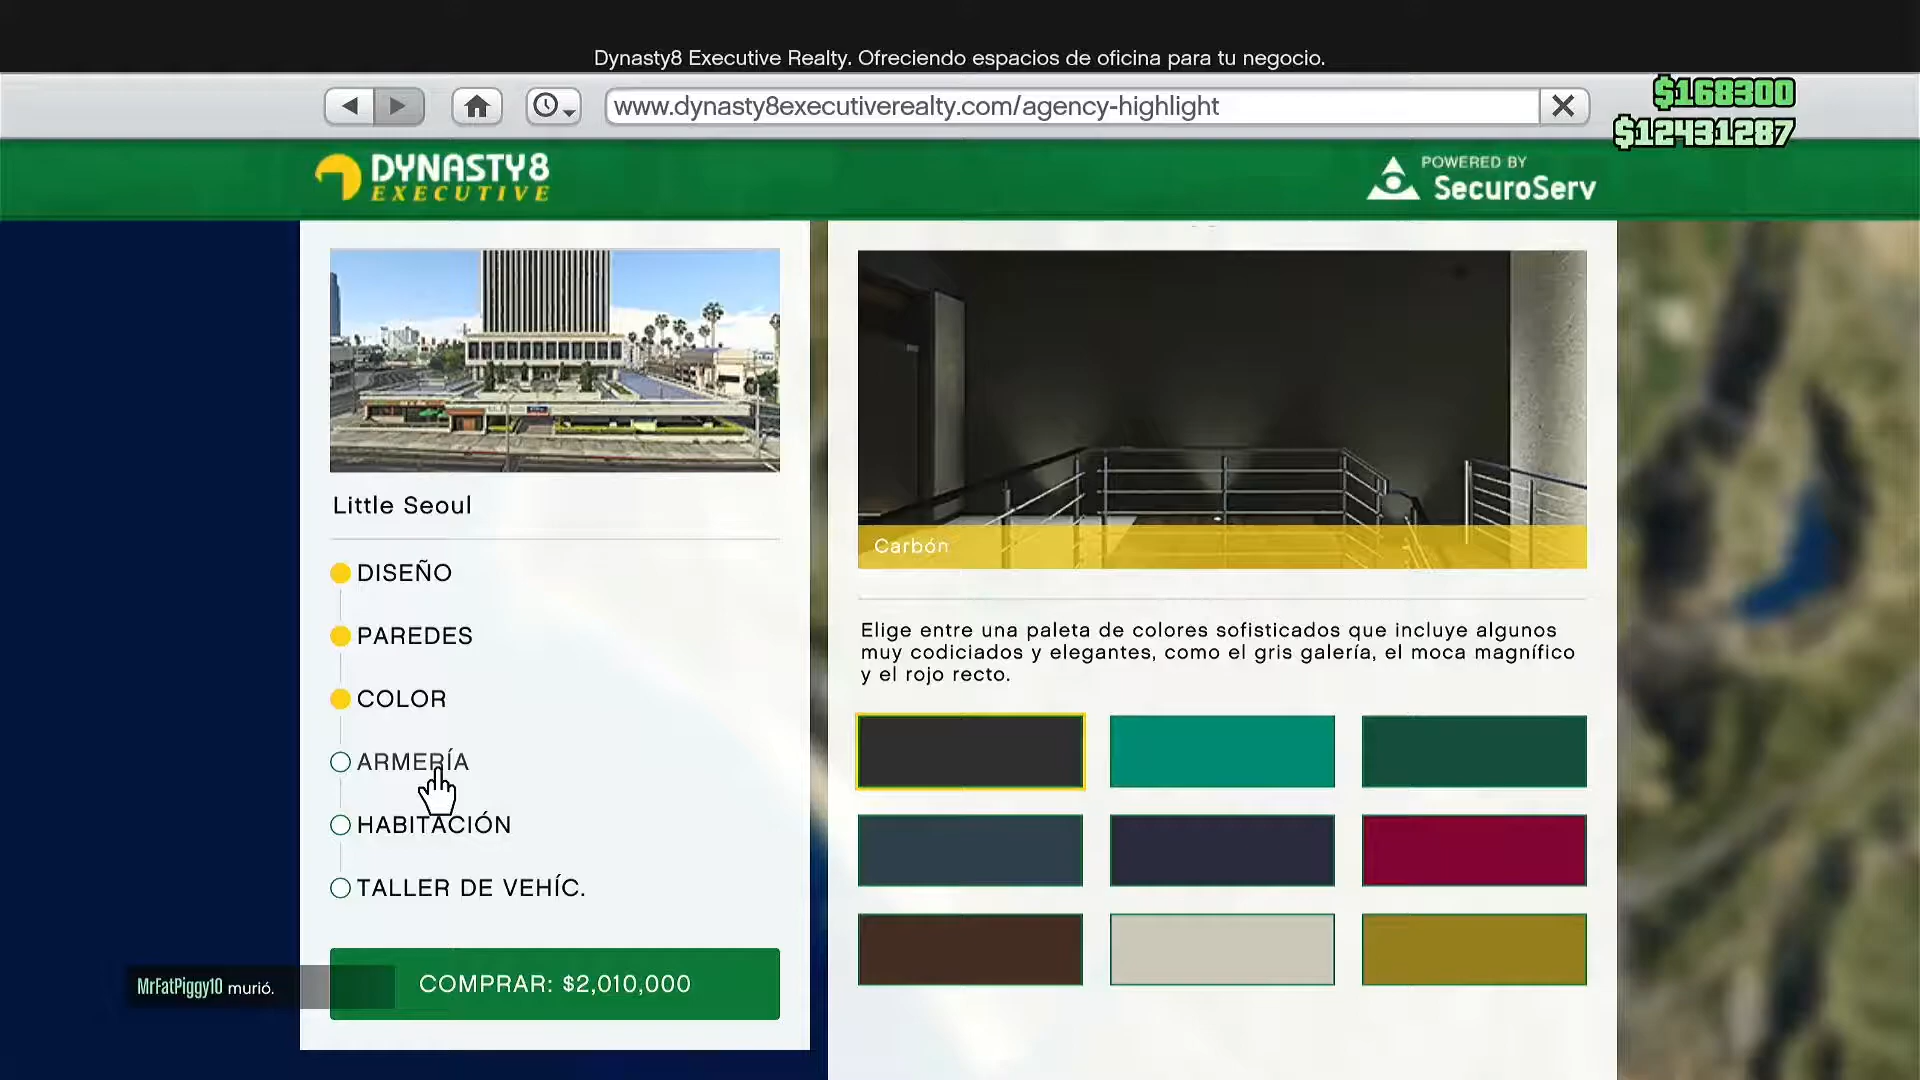 Dynasty8 Executive Realty. Ofreciendo espacios de oficina para tu negocio.
www.dynasty8executiverealty.com/agency-highlight
$168300
$12431287
DYNASTY8
EXECUTIVE
POWERED BY
SecuroServ
Little Seoul
DISEÑO
PAREDES
COLOR
ARMERÍA
HABITACIÓN
TALLER DE VEHÍC.
COMPRAR: $2,010,000
MrFatPiggy10 murió.
Carbón
Elige entre una paleta de colores sofisticados que incluye algunos
muy codiciados y elegantes, como el gris galería, el moca magnífico
y el rojo recto.